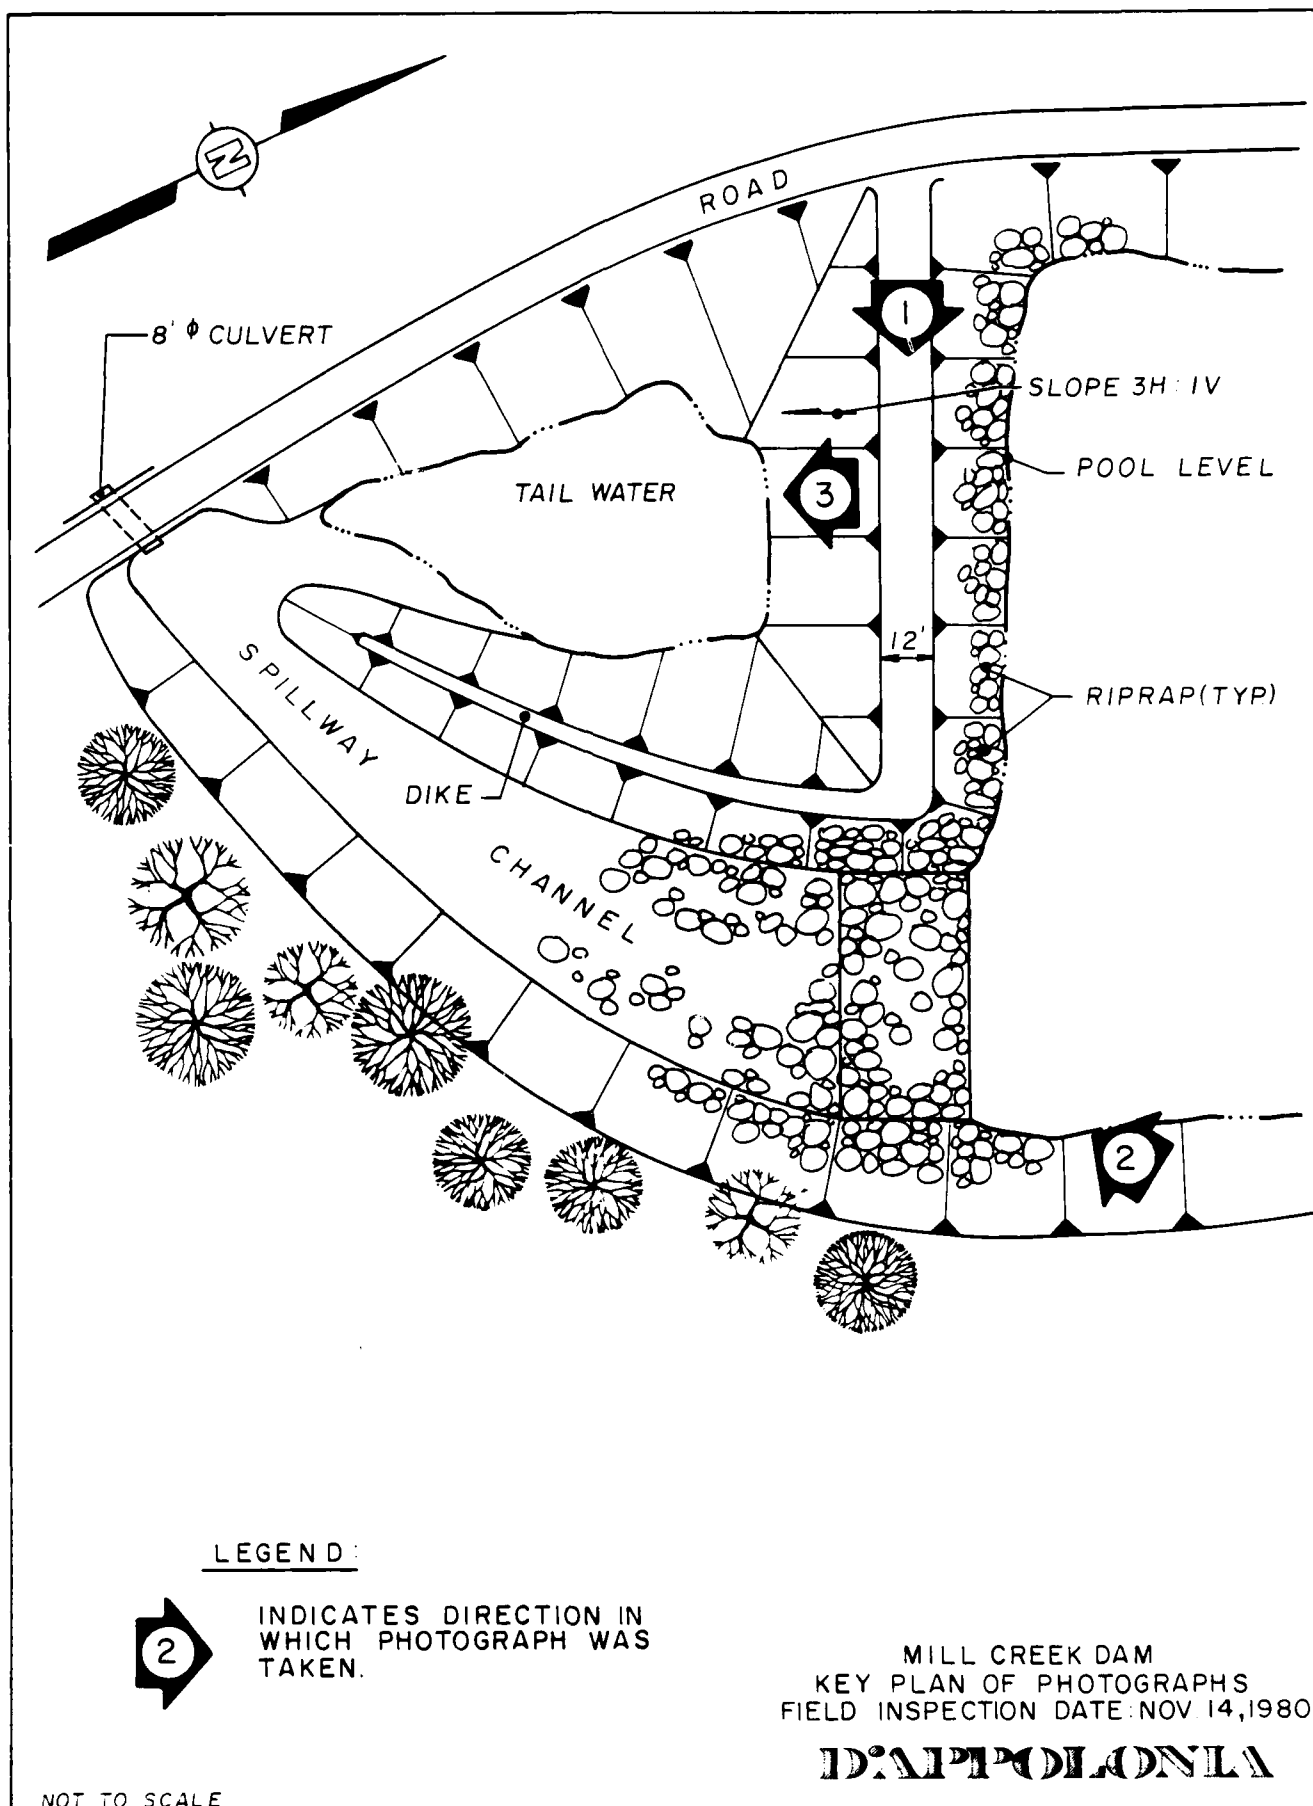 N
ROAD
8' ϕ CULVERT
1
SLOPE 3H : 1V
POOL LEVEL
TAIL WATER
3
12'
RIPRAP (TYP.)
SPILLWAY
CHANNEL
DIKE
2
LEGEND :
2
INDICATES DIRECTION IN
WHICH PHOTOGRAPH WAS
TAKEN.
MILL CREEK DAM
KEY PLAN OF PHOTOGRAPHS
FIELD INSPECTION DATE: NOV. 14, 1980
D'APPOLONIA
NOT TO SCALE